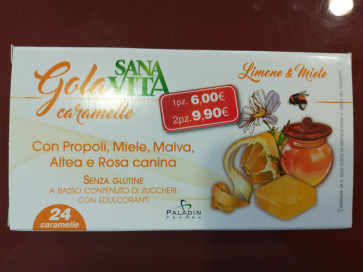 SANA
Gola VITA
caramelle
Limone & Miele
1pz. 6,00€
2pz. 9,90€
Con Propoli, Miele, Malva,
Altea e Rosa canina
SENZA GLUTINE
A BASSO CONTENUTO DI ZUCCHERI
CON EDULCORANTI
24
caramelle
PALADIN
PHARMA